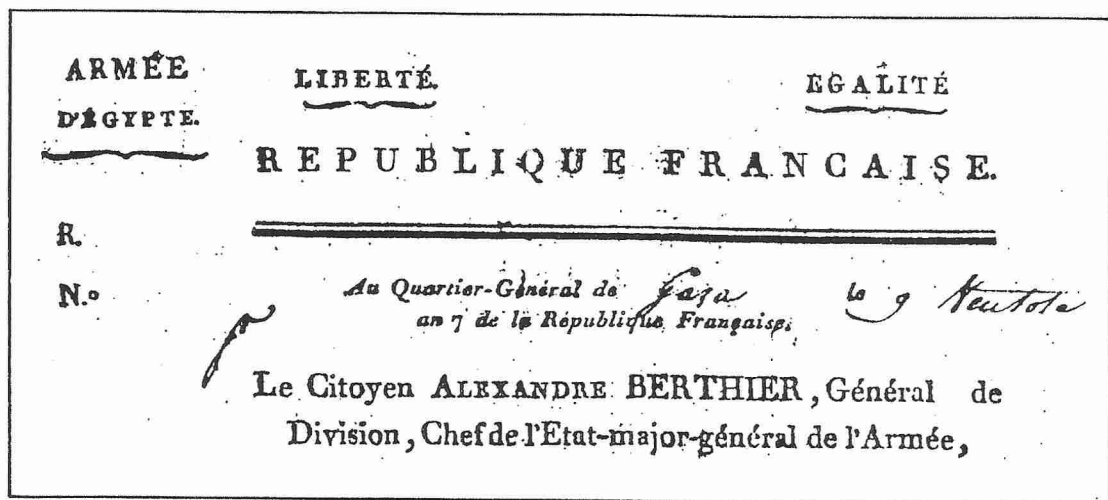 ARMÉE
D'ÉGYPTE.
LIBERTÉ.
EGALITÉ
REPUBLIQUE FRANCAISE.
R.
N.o
Au Quartier-Général de Gaza le 9 Ventose
an 7 de la République Française.
Le Citoyen ALEXANDRE BERTHIER, Général de
Division, Chef de l'Etat-major-général de l'Armée,